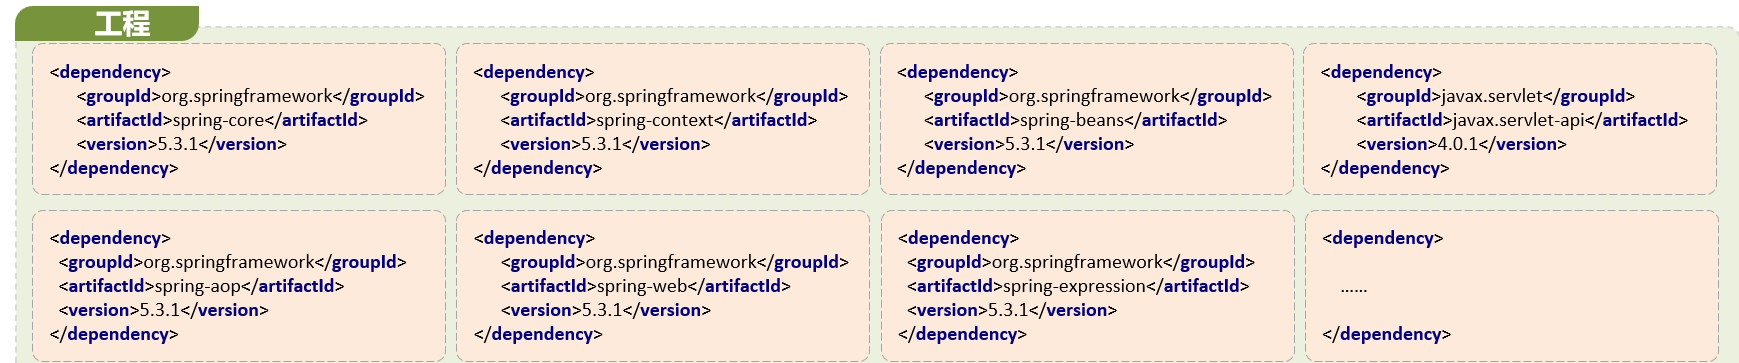 工程
<dependency>
<groupId>org.springframework</groupId>
<artifactId>spring-core</artifactId>
<version>5.3.1</version>
</dependency>
<dependency>
<groupId>org.springframework</groupId>
<artifactId>spring-context</artifactId>
<version>5.3.1</version>
</dependency>
<dependency>
<groupId>org.springframework</groupId>
<artifactId>spring-beans</artifactId>
<version>5.3.1</version>
</dependency>
<dependency>
<groupId>javax.servlet</groupId>
<artifactId>javax.servlet-api</artifactId>
<version>4.0.1</version>
</dependency>
<dependency>
<groupId>org.springframework</groupId>
<artifactId>spring-aop</artifactId>
<version>5.3.1</version>
</dependency>
<dependency>
<groupId>org.springframework</groupId>
<artifactId>spring-web</artifactId>
<version>5.3.1</version>
</dependency>
<dependency>
<groupId>org.springframework</groupId>
<artifactId>spring-expression</artifactId>
<version>5.3.1</version>
</dependency>
<dependency>
......
</dependency>